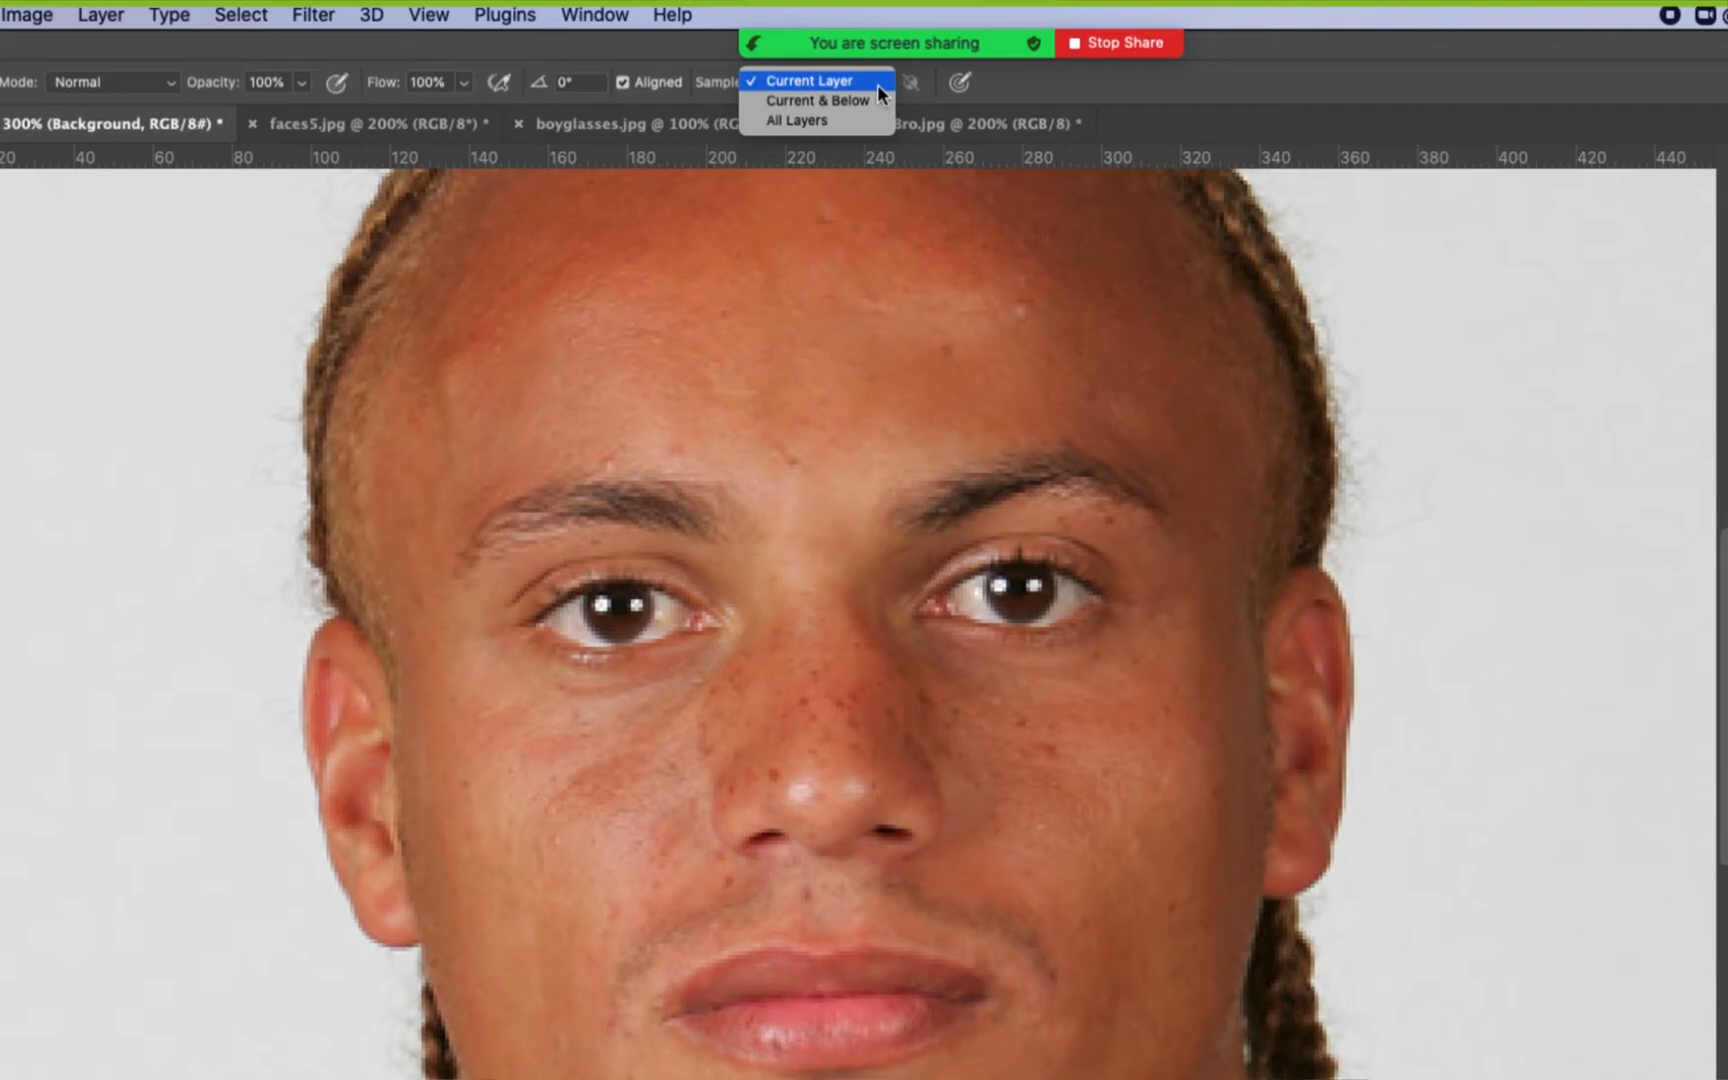 Image Layer Type Select Filter 3D View Plugins Window Help
You are screen sharing Stop Share
Mode: Normal Opacity: 100% Flow: 100% 0° Aligned Sample
Current Layer
Current & Below
All Layers
300% (Background, RGB/8#) * × faces5.jpg @ 200% (RGB/8*) * × boyglasses.jpg @ 100% (RG Bro.jpg @ 200% (RGB/8) *
20 40 60 80 100 120 140 160 180 200 220 240 260 280 300 320 340 360 380 400 420 440